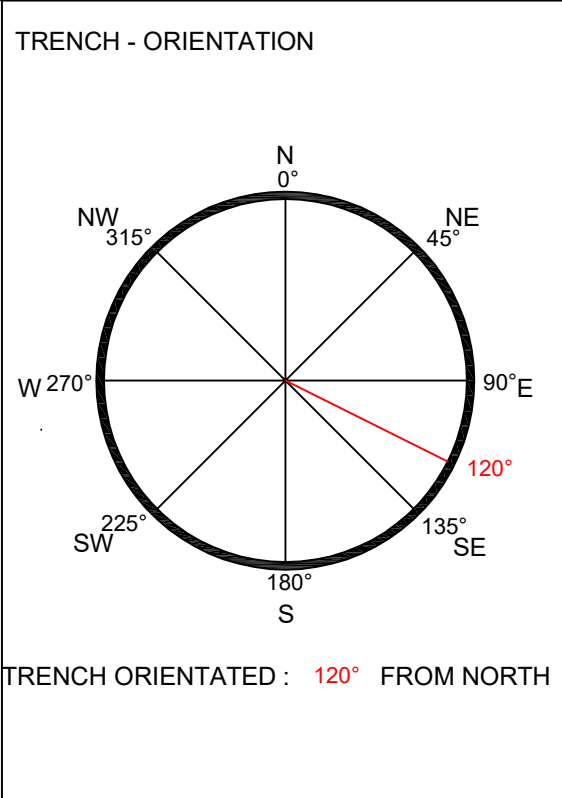 TRENCH - ORIENTATION
N
0°
NW
NE
315°
45°
W 270°
90° E
120°
225°
135°
SW
SE
180°
S
TRENCH ORIENTATED : 120° FROM NORTH